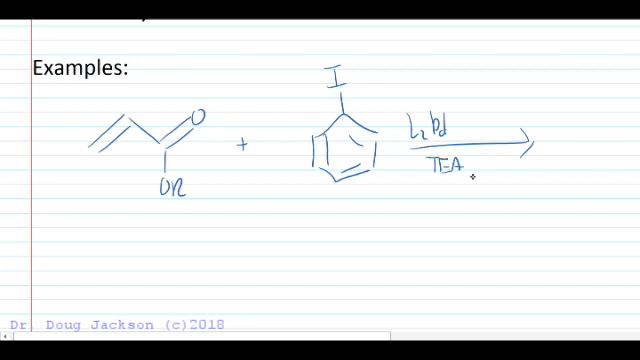 Examples:
I
O
+
L2Pd
TEA
OR
Dr. Doug Jackson (c)2018